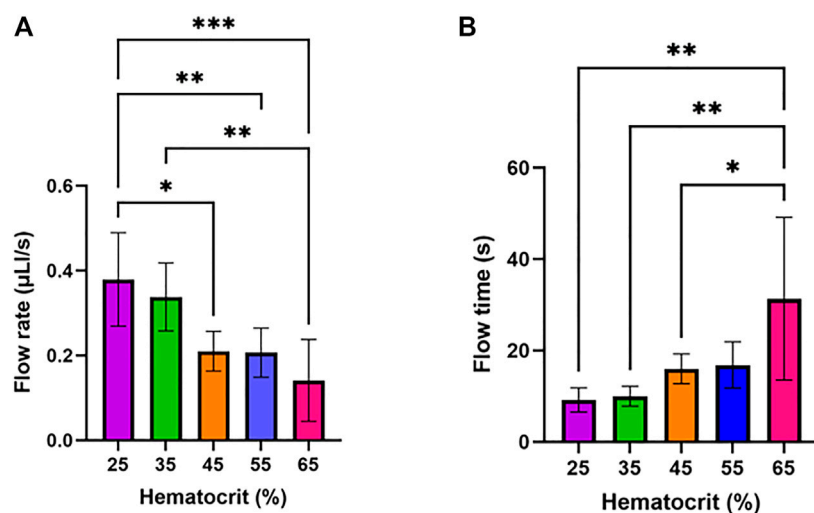 A
***
**
**
*
0.6
0.4
0.2
0.0
Flow rate (µLl/s)
25 35 45 55 65
Hematocrit (%)
B
**
**
*
60
40
20
0
Flow time (s)
25 35 45 55 65
Hematocrit (%)